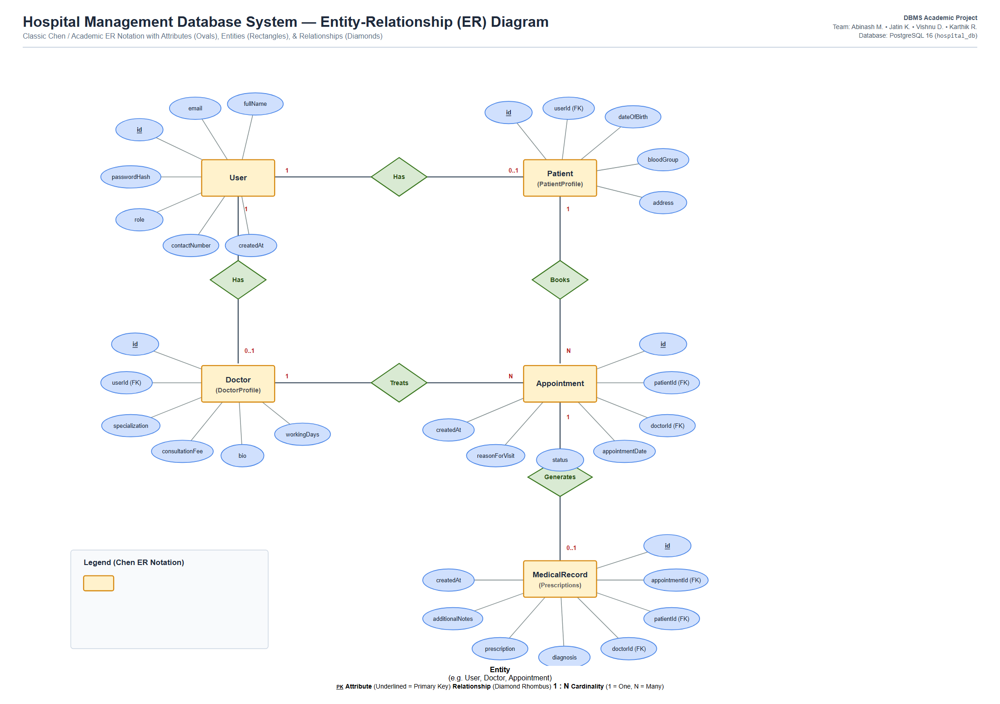 Hospital Management Database System — Entity-Relationship (ER) Diagram
Classic Chen / Academic ER Notation with Attributes (Ovals), Entities (Rectangles), & Relationships (Diamonds)
DBMS Academic Project
Team: Abinash M. • Jatin K. • Vishnu D. • Karthik R.
Database: PostgreSQL 16 (hospital_db)
email
fullName
id
passwordHash
User
role
contactNumber
createdAt
1
Has
0..1
id
userId (FK)
dateOfBirth
bloodGroup
Patient
(PatientProfile)
address
1
1
Has
Books
0..1
N
id
userId (FK)
Doctor
(DoctorProfile)
specialization
consultationFee
bio
workingDays
1
Treats
N
id
patientId (FK)
Appointment
doctorId (FK)
createdAt
reasonForVisit
1
status
appointmentDate
Generates
0..1
id
MedicalRecord
(Prescriptions)
createdAt
appointmentId (FK)
additionalNotes
patientId (FK)
prescription
diagnosis
doctorId (FK)
Legend (Chen ER Notation)
Entity
(e.g. User, Doctor, Appointment)
PK Attribute (Underlined = Primary Key) Relationship (Diamond Rhombus) 1 : N Cardinality (1 = One, N = Many)